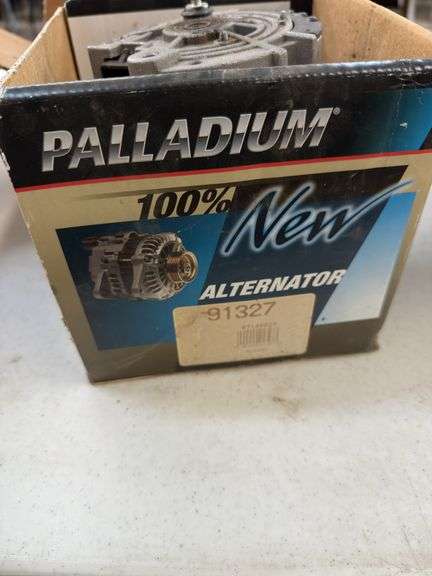 PALLADIUM®
100% New
ALTERNATOR
91327